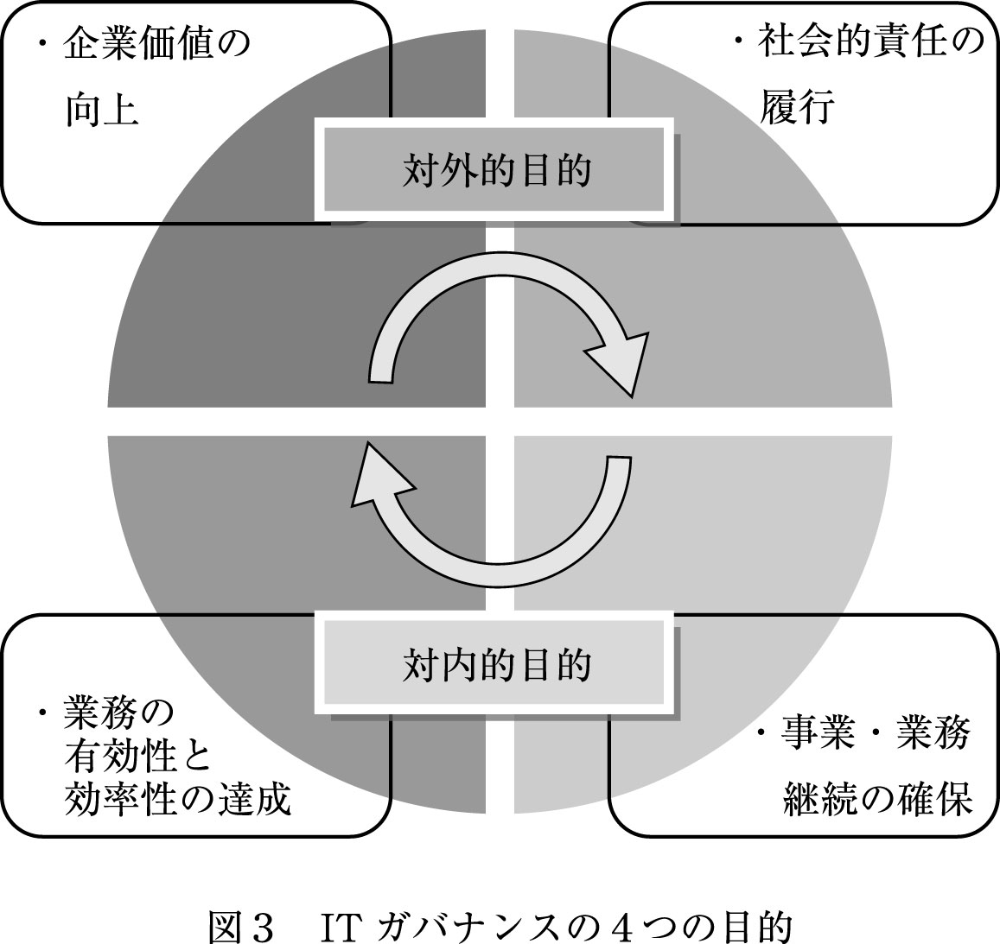 ・企業価値の
向上
・社会的責任の
履行
対外的目的
対内的目的
・業務の
有効性と
効率性の達成
・事業・業務
継続の確保
図３　IT ガバナンスの４つの目的